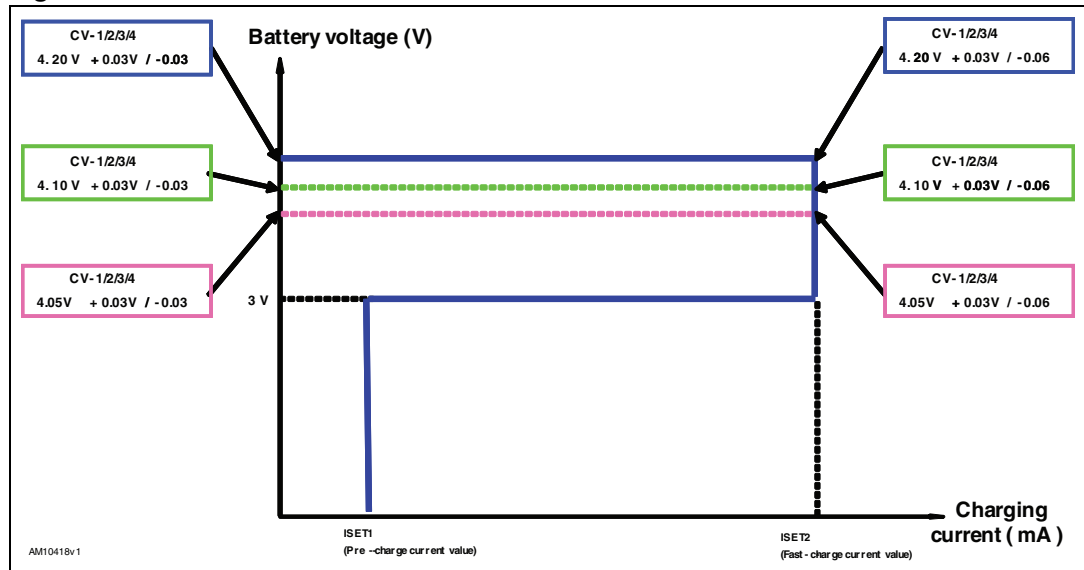 CV-1/2/3/4
4. 20 V + 0.03V / -0.03
Battery voltage (V)
CV-1/2/3/4
4. 20 V + 0.03V / -0.06
CV-1/2/3/4
4. 10 V + 0.03V / -0.03
CV-1/2/3/4
4. 10 V + 0.03V / -0.06
CV-1/2/3/4
4.05V + 0.03V / -0.03
3 V
CV-1/2/3/4
4.05V + 0.03V / -0.06
Charging
current ( mA )
ISET1
(Pre --charge current value)
ISET2
(Fast - charge current value)
AM10418v1